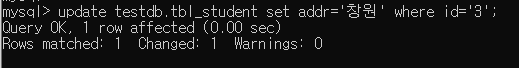 mysql> update testdb.tbl_student set addr='창원' where id='3';
Query OK, 1 row affected (0.00 sec)
Rows matched: 1  Changed: 1  Warnings: 0